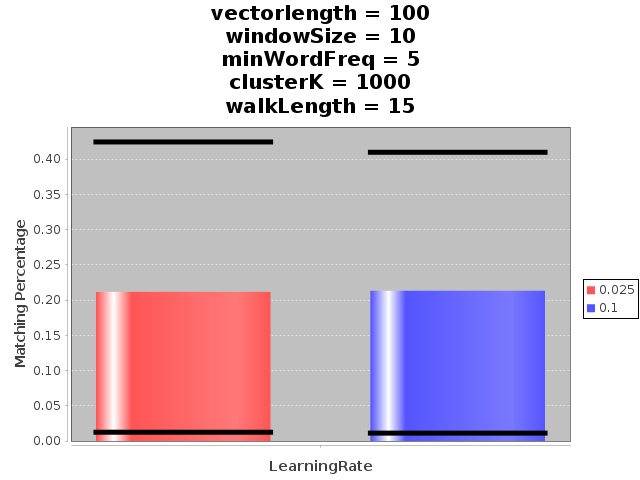 vectorlength = 100
windowSize = 10
minWordFreq = 5
clusterK = 1000
walkLength = 15
0.40
0.35
0.30
0.25
0.20
0.15
0.10
0.05
0.00
Matching Percentage
LearningRate
0.025
0.1